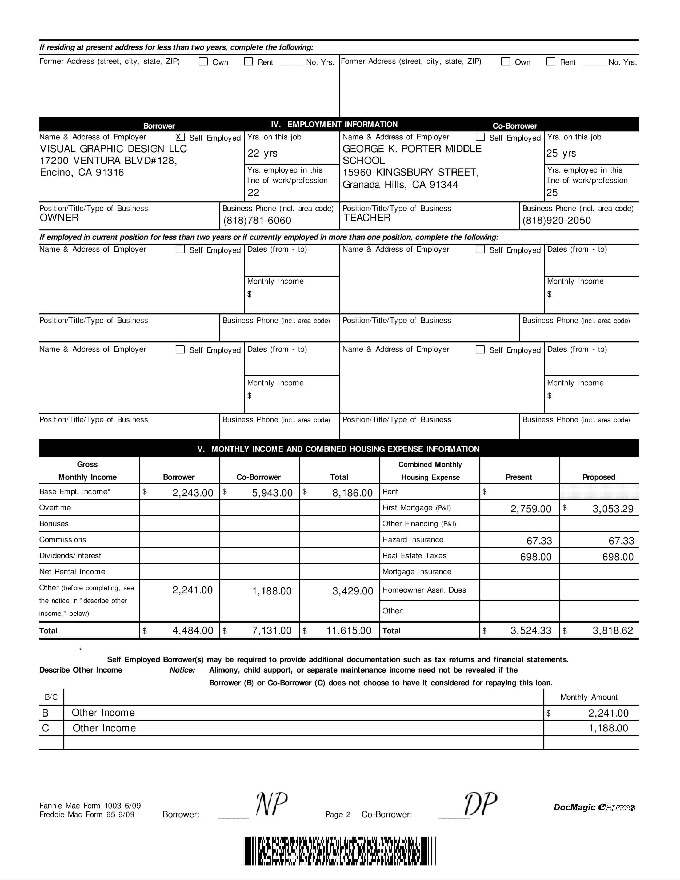 If residing at present address for less than two years, complete the following:
Former Address (street, city, state, ZIP) Own Rent ______ No. Yrs. Former Address (street, city, state, ZIP) Own Rent ______ No. Yrs.
Borrower IV. EMPLOYMENT INFORMATION Co-Borrower
Name & Address of Employer X Self Employed Yrs. on this job Name & Address of Employer Self Employed Yrs. on this job
VISUAL GRAPHIC DESIGN LLC 22 yrs GEORGE K. PORTER MIDDLE 25 yrs
17200 VENTURA BLVD#128, SCHOOL
Encino, CA 91316 Yrs. employed in this 15960 KINGSBURY STREET, Yrs. employed in this
line of work/profession Granada Hills, CA 91344 line of work/profession
22 25
Position/Title/Type of Business Business Phone (incl. area code) Position/Title/Type of Business Business Phone (incl. area code)
OWNER (818)781-6060 TEACHER (818)920-2050
If employed in current position for less than two years or if currently employed in more than one position, complete the following:
Name & Address of Employer Self Employed Dates (from - to) Name & Address of Employer Self Employed Dates (from - to)
Monthly Income Monthly Income
$ $
Position/Title/Type of Business Business Phone (incl. area code) Position/Title/Type of Business Business Phone (incl. area code)
Name & Address of Employer Self Employed Dates (from - to) Name & Address of Employer Self Employed Dates (from - to)
Monthly Income Monthly Income
$ $
Position/Title/Type of Business Business Phone (incl. area code) Position/Title/Type of Business Business Phone (incl. area code)
V. MONTHLY INCOME AND COMBINED HOUSING EXPENSE INFORMATION
Gross Combined Monthly
Monthly Income Borrower Co-Borrower Total Housing Expense Present Proposed
Base Empl. Income* $ 2,243.00 $ 5,943.00 $ 8,186.00 Rent $
Overtime First Mortgage (P&I) 2,759.00 $ 3,053.29
Bonuses Other Financing (P&I)
Commissions Hazard Insurance 67.33 67.33
Dividends/Interest Real Estate Taxes 698.00 698.00
Net Rental Income Mortgage Insurance
Other (before completing, see 2,241.00 1,188.00 3,429.00 Homeowner Assn. Dues
the notice in "describe other
income," below) Other:
Total $ 4,484.00 $ 7,131.00 $ 11,615.00 Total $ 3,524.33 $ 3,818.62
*
Self Employed Borrower(s) may be required to provide additional documentation such as tax returns and financial statements.
Describe Other Income Notice: Alimony, child support, or separate maintenance income need not be revealed if the
Borrower (B) or Co-Borrower (C) does not choose to have it considered for repaying this loan.
B/C Monthly Amount
B Other Income $ 2,241.00
C Other Income 1,188.00
Fannie Mae Form 1003 6/09
Freddie Mac Form 65 6/09 Borrower: NP Page 2 Co-Borrower: DP DocMagic